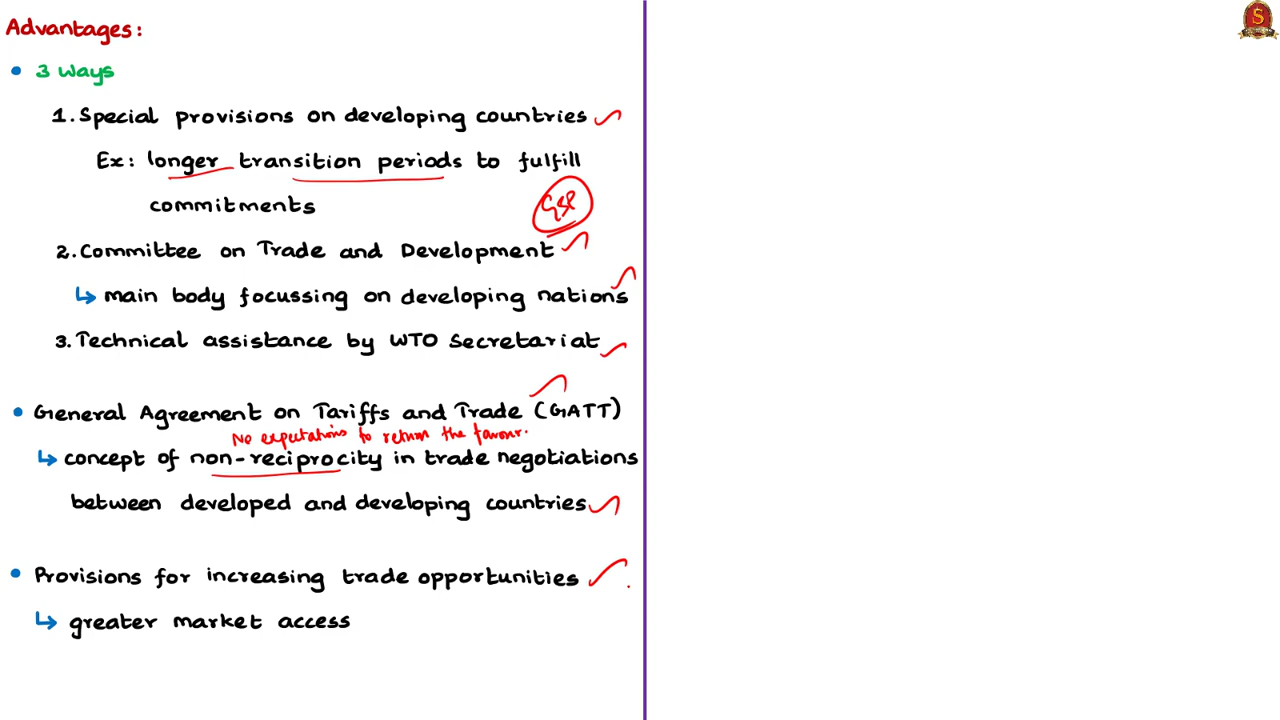 Advantages:
• 3 Ways
1. Special provisions on developing countries
Ex: longer transition periods to fulfill
commitments
GSP
2. Committee on Trade and Development
↳ main body focussing on developing nations
3. Technical assistance by WTO Secretariat
• General Agreement on Tariffs and Trade (GATT)
No expectations to return the favour.
↳ concept of non-reciprocity in trade negotiations
between developed and developing countries
• Provisions for increasing trade opportunities
↳ greater market access
S